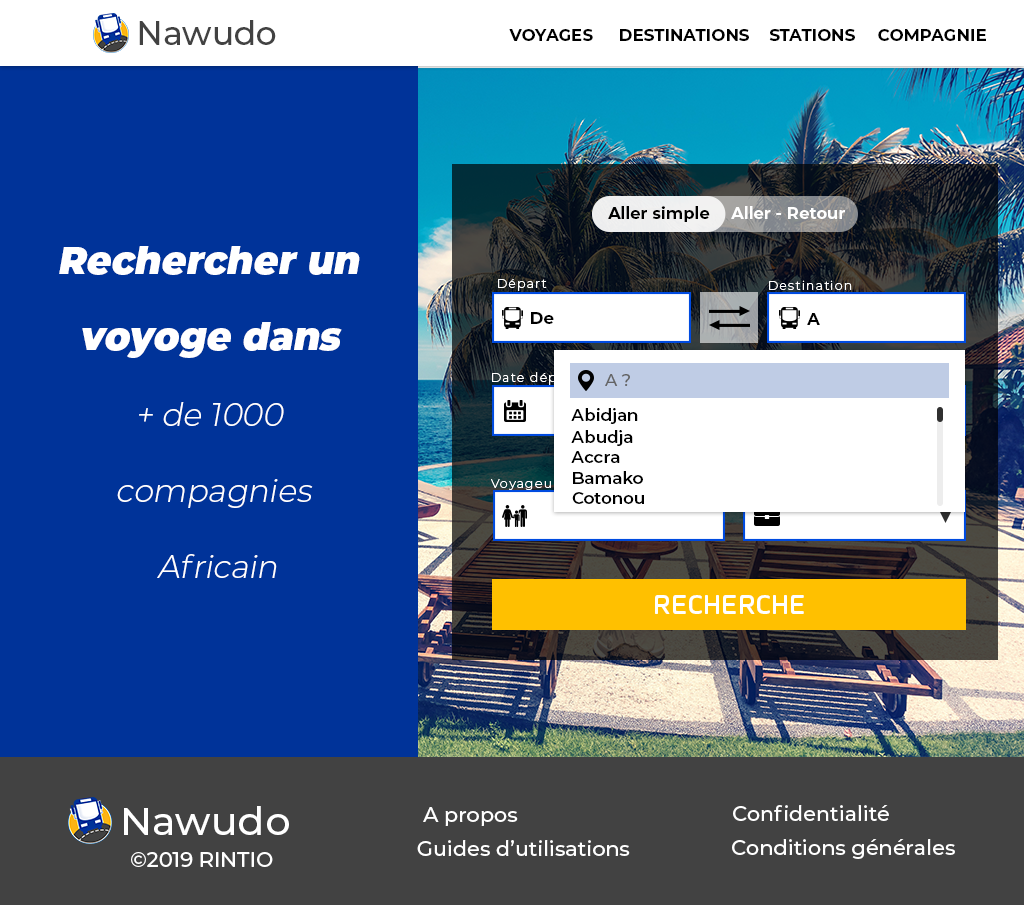 Nawudo
VOYAGES DESTINATIONS STATIONS COMPAGNIE
Rechercher un
voyoge dans
+ de 1000
compagnies
Africain
Aller simple Aller - Retour
Départ
Destination
De
A
Date dép
A ?
Abidjan
Abudja
Accra
Bamako
Cotonou
Voyageu
RECHERCHE
Nawudo
©2019 RINTIO
A propos
Guides d’utilisations
Confidentialité
Conditions générales